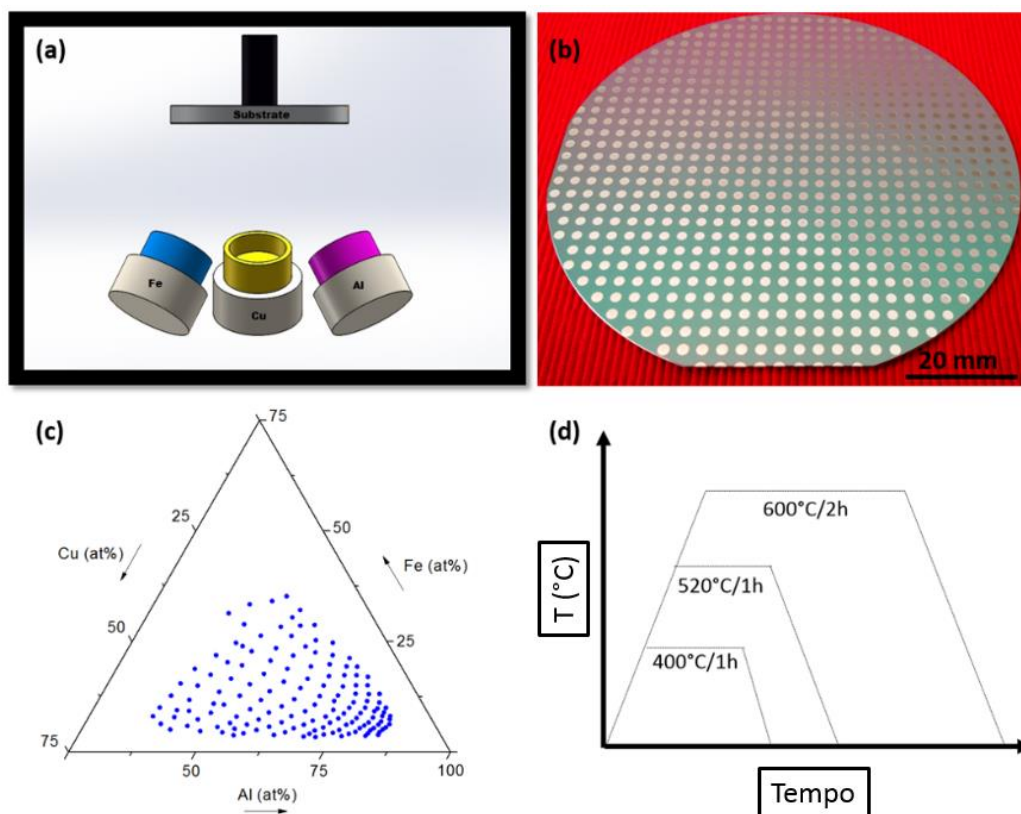 (a)
Substrate
Fe
Cu
Al
(b)
20 mm
(c)
75
25
50
Cu (at%)
Fe (at%)
50
25
75
50
75
100
Al (at%)
(d)
T (°C)
600°C/2h
520°C/1h
400°C/1h
Tempo